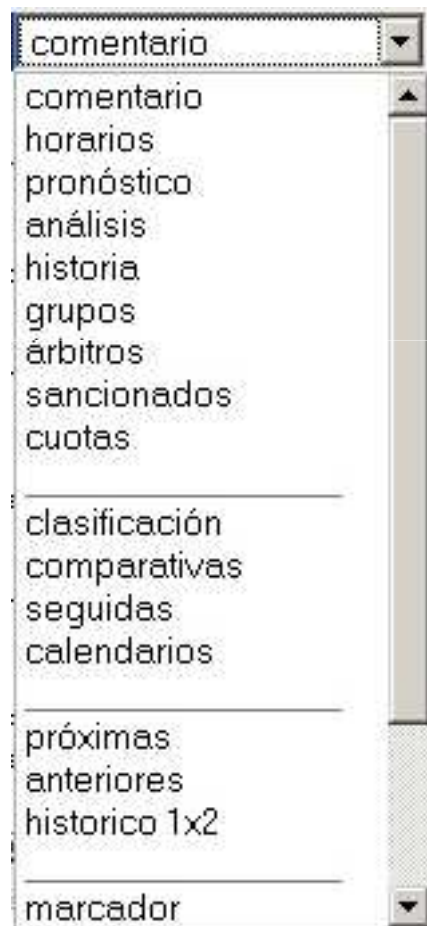 comentario
comentario
horarios
pronóstico
análisis
historia
grupos
árbitros
sancionados
cuotas
clasificación
comparativas
seguidas
calendarios
próximas
anteriores
historico 1x2
marcador